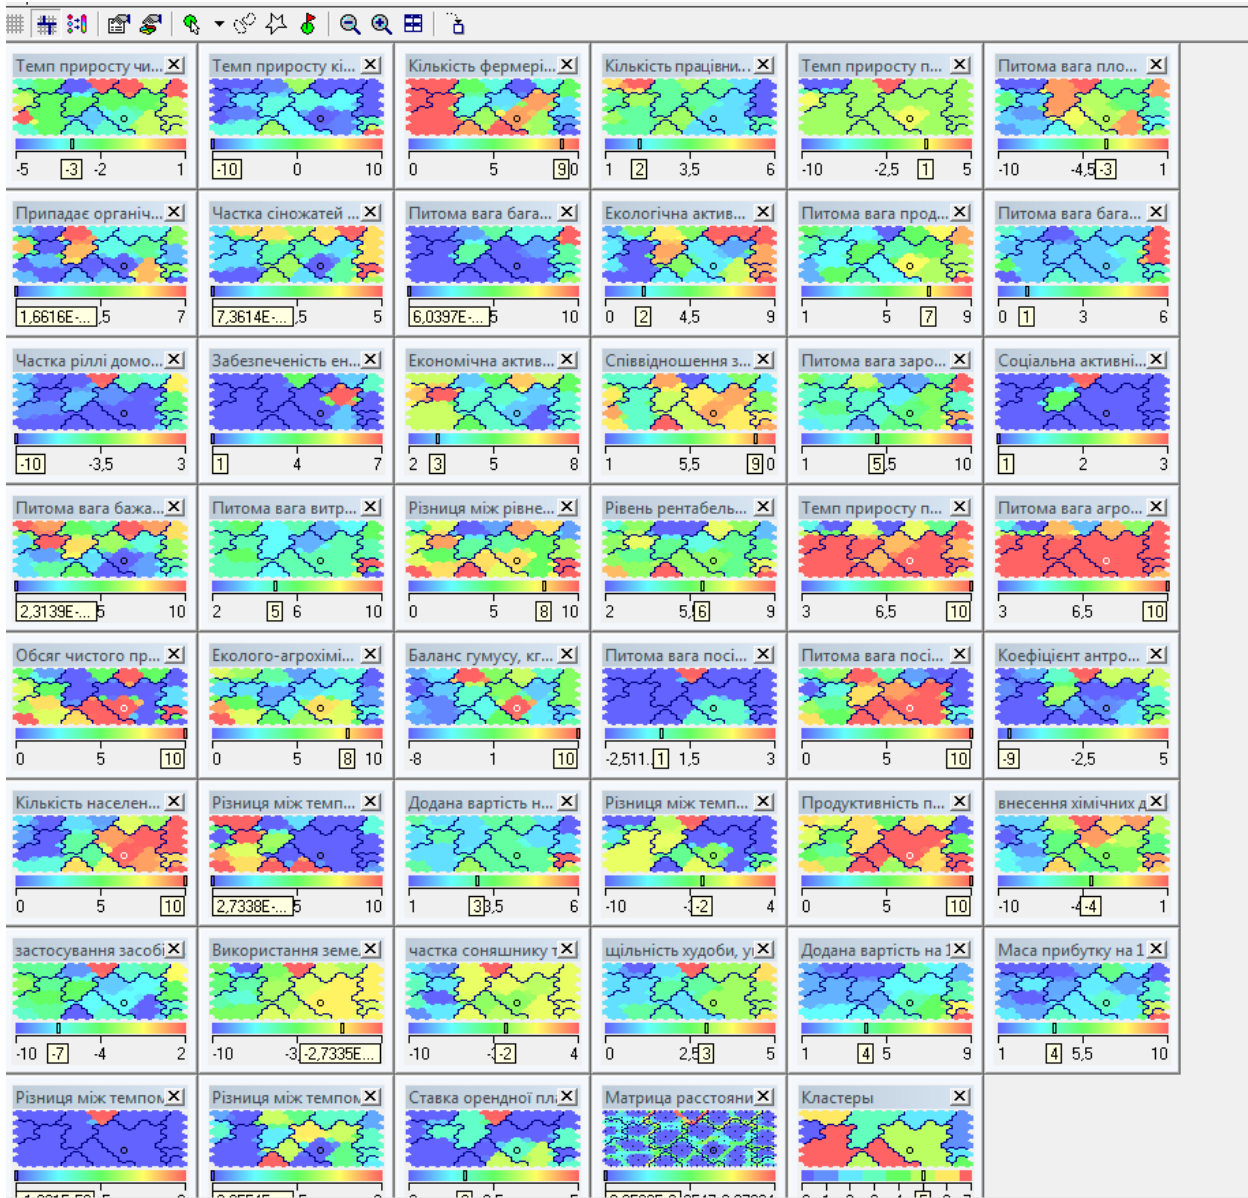 Темп приросту чи... Темп приросту кі... Кількість фермері... Кількість працівни... Темп приросту п... Питома вага пло...
-5 -3 -2 1 -10 0 10 0 5 9 0 1 2 3,5 6 -10 -2,5 1 5 -10 -4,5 -3 1
Припадає органіч... Частка сіножатей ... Питома вага бага... Екологічна актив... Питома вага прод... Питома вага бага...
1,6616E-... ,5 7 7,3614E-... ,5 5 6,0397E-... 5 10 0 2 4,5 9 1 5 7 9 0 1 3 6
Частка ріллі домо... Забезпеченість ен... Економічна актив... Співвідношення з... Питома вага заро... Соціальна активні...
-10 -3,5 3 1 4 7 2 3 5 8 1 5,5 9 0 1 5 ,5 10 1 2 3
Питома вага бажа... Питома вага витр... Різниця між рівне... Рівень рентабель... Темп приросту п... Питома вага агро...
2,3139E-... 5 10 2 5 6 10 0 5 8 10 2 5, 6 9 3 6,5 10 3 6,5 10
Обсяг чистого пр... Еколого-агрохімі... Баланс гумусу, кг... Питома вага посі... Питома вага посі... Коефіцієнт антро...
0 5 10 0 5 8 10 -8 1 10 -2,511... 1 1,5 3 0 5 10 -9 -2,5 5
Кількість населен... Різниця між темп... Додана вартість н... Різниця між темп... Продуктивність п... внесення хімічних д
0 5 10 2,7338E-... 5 10 1 3 3,5 6 -10 -2 4 0 5 10 -10 -4 1
застосування засобі Використання земе. частка соняшнику т щільність худоби, у Додана вартість на 1 Маса прибутку на 1
-10 -7 -4 2 -10 -3, -2,7335E... -10 -2 4 0 2,5 3 5 1 4 5 9 1 4 5,5 10
Різниця між темпом Різниця між темпом Ставка орендної пл Матрица расстояни Кластеры